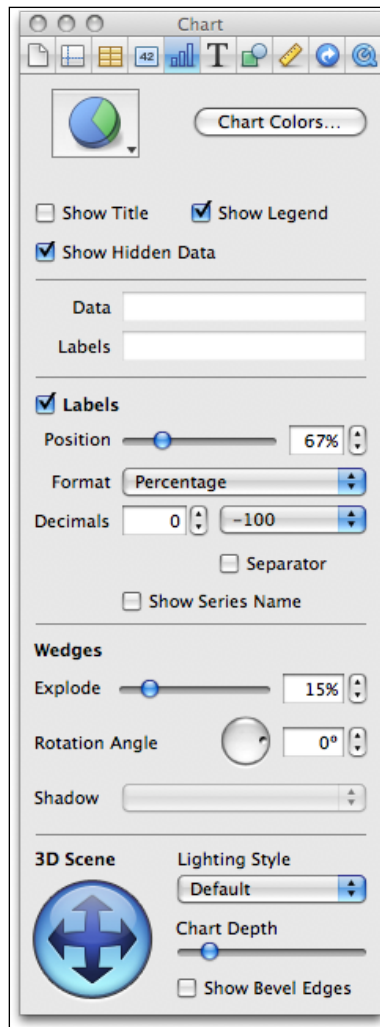 Chart
42 T
Chart Colors...
Show Title Show Legend
Show Hidden Data
Data
Labels
Labels
Position 67%
Format Percentage
Decimals 0 -100
Separator
Show Series Name
Wedges
Explode 15%
Rotation Angle 0°
Shadow
3D Scene Lighting Style
Default
Chart Depth
Show Bevel Edges